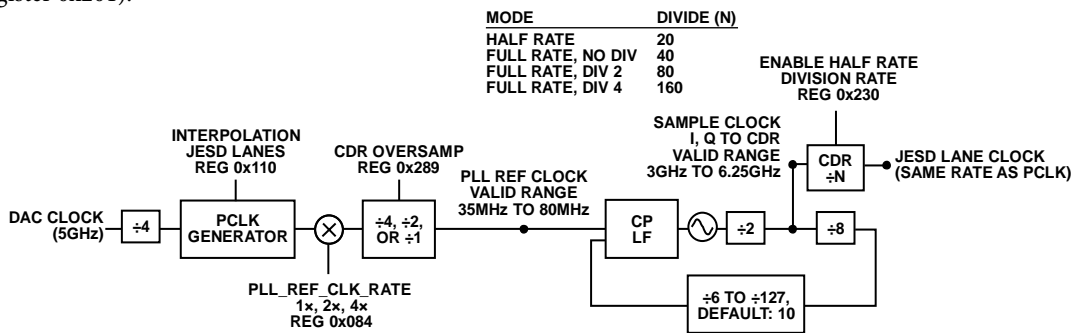 gister 0x201).
MODE DIVIDE (N)
HALF RATE 20
FULL RATE, NO DIV 40
FULL RATE, DIV 2 80
FULL RATE, DIV 4 160
ENABLE HALF RATE
DIVISION RATE
REG 0x230
INTERPOLATION
JESD LANES
REG 0x110
CDR OVERSAMP
REG 0x289
PLL REF CLOCK
VALID RANGE
35MHz TO 80MHz
SAMPLE CLOCK
I, Q TO CDR
VALID RANGE
3GHz TO 6.25GHz
CDR
÷N
JESD LANE CLOCK
(SAME RATE AS PCLK)
DAC CLOCK
(5GHz)
÷4
PCLK
GENERATOR
÷4, ÷2,
OR ÷1
CP
LF
÷2
÷8
PLL_REF_CLK_RATE
1×, 2×, 4×
REG 0x084
÷6 TO ÷127,
DEFAULT: 10